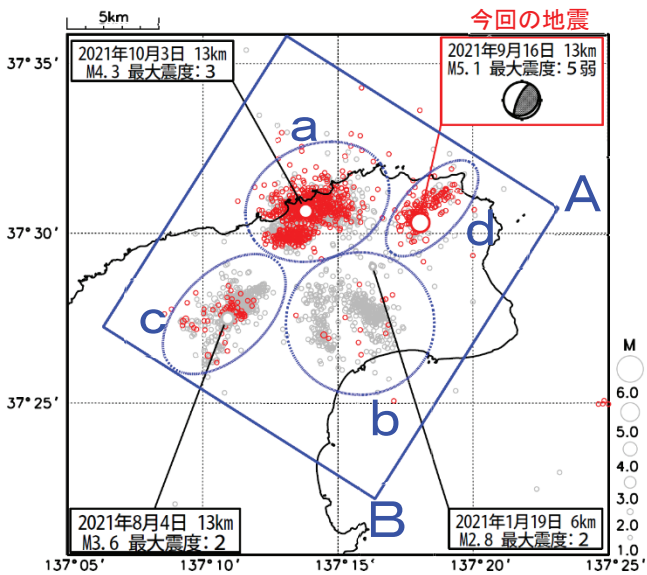 5km
今回の地震
2021年10月3日 13km
M4.3 最大震度：3
2021年9月16日 13km
M5.1 最大震度：5弱
37°35′
a
A
37°30′
d
c
b
37°25′
B
M
6.0
5.0
4.0
3.0
2.0
1.0
2021年8月4日 13km
M3.6 最大震度：2
2021年1月19日 6km
M2.8 最大震度：2
137°05′
137°10′
137°15′
137°20′
137°25′